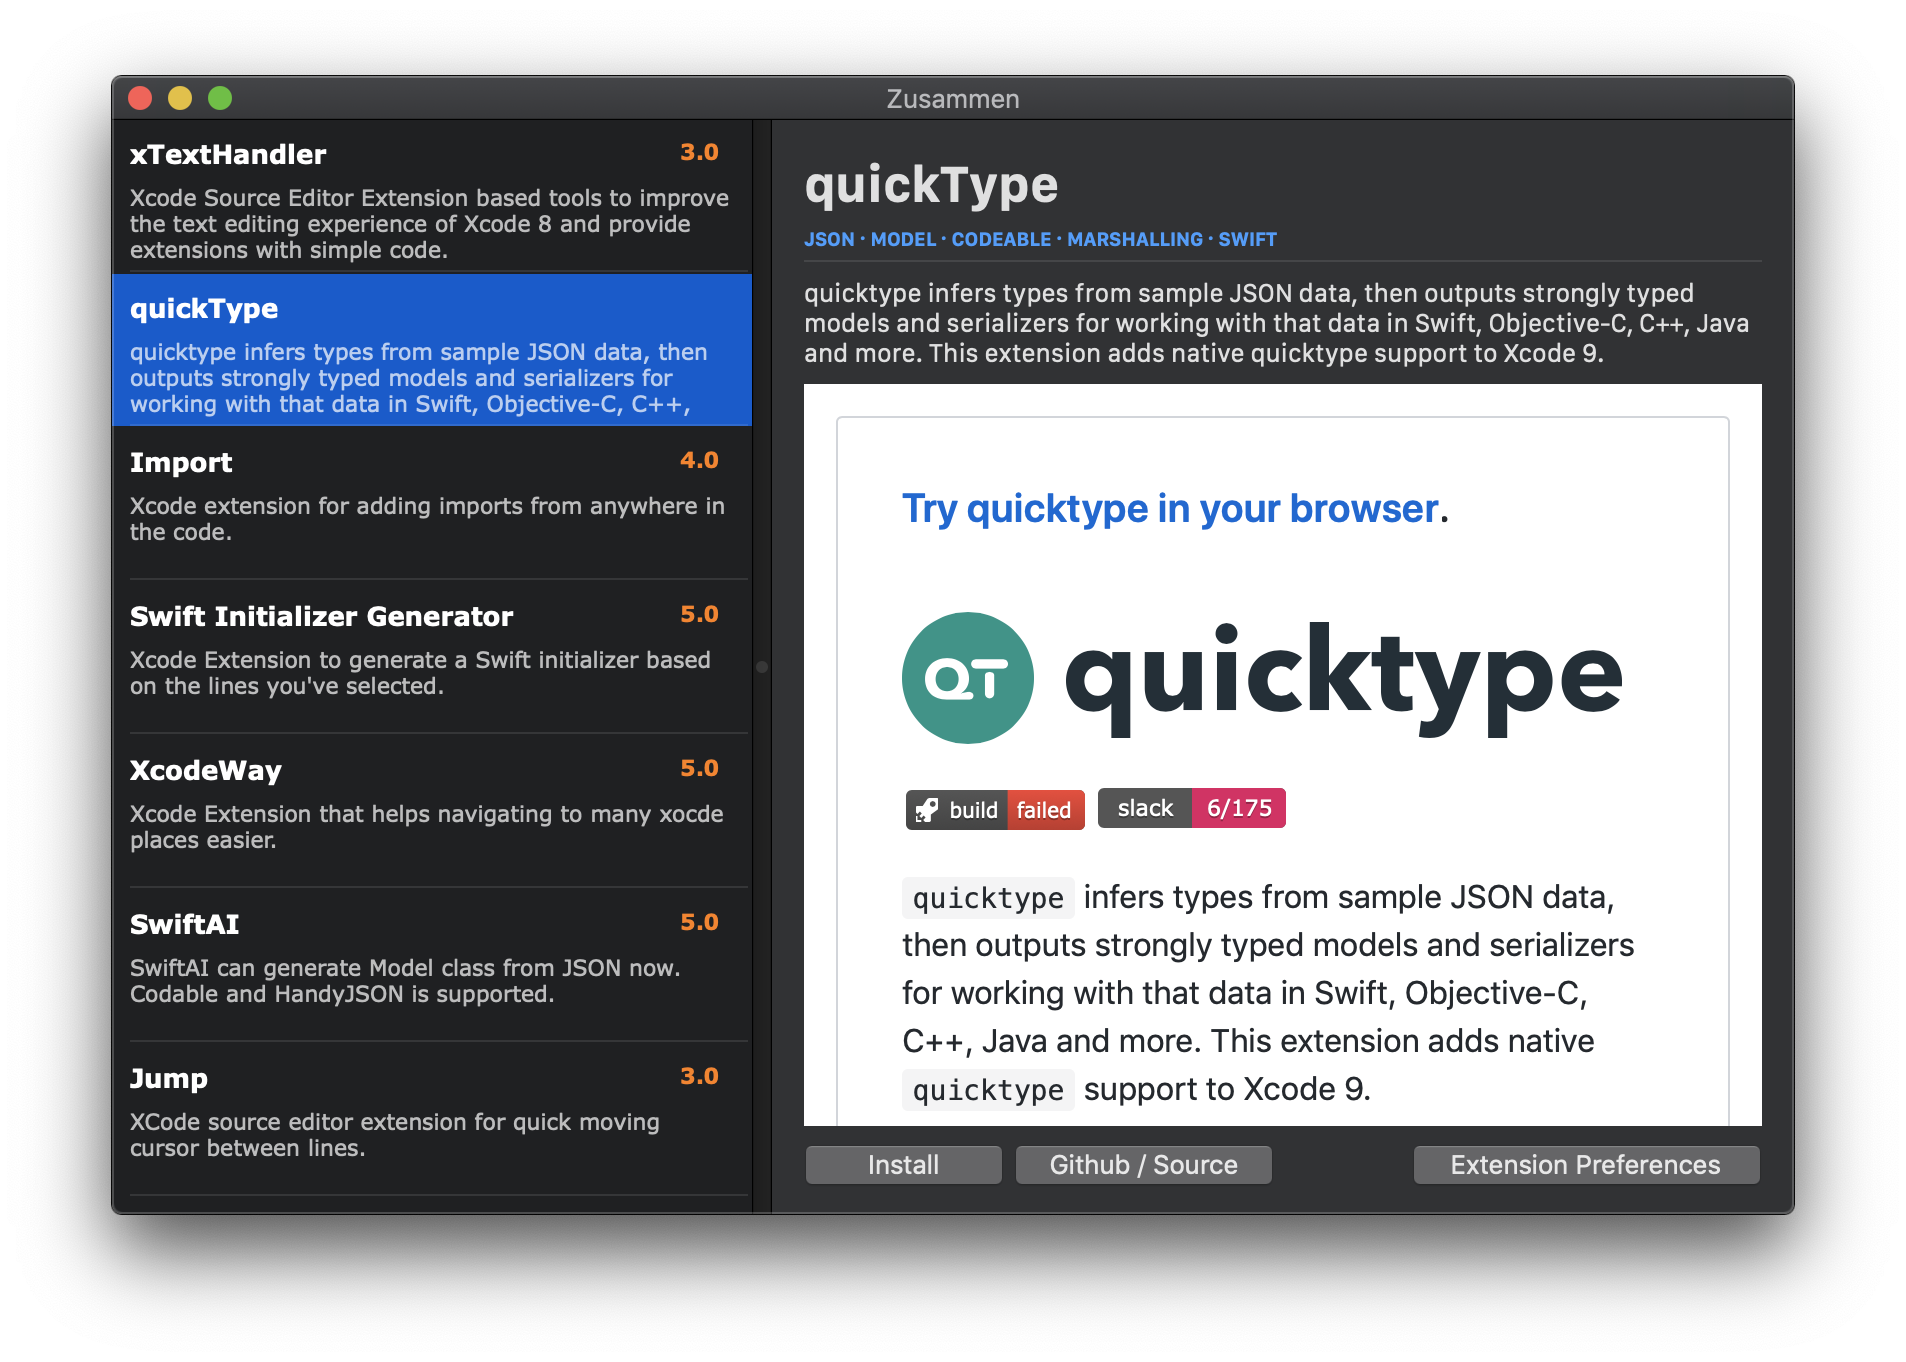 Zusammen
xTextHandler 3.0
Xcode Source Editor Extension based tools to improve
the text editing experience of Xcode 8 and provide
extensions with simple code.
quickType
quicktype infers types from sample JSON data, then
outputs strongly typed models and serializers for
working with that data in Swift, Objective-C, C++,
Import 4.0
Xcode extension for adding imports from anywhere in
the code.
Swift Initializer Generator 5.0
Xcode Extension to generate a Swift initializer based
on the lines you've selected.
XcodeWay 5.0
Xcode Extension that helps navigating to many xocde
places easier.
SwiftAI 5.0
SwiftAI can generate Model class from JSON now.
Codable and HandyJSON is supported.
Jump 3.0
XCode source editor extension for quick moving
cursor between lines.
quickType
JSON · MODEL · CODEABLE · MARSHALLING · SWIFT
quicktype infers types from sample JSON data, then outputs strongly typed
models and serializers for working with that data in Swift, Objective-C, C++, Java
and more. This extension adds native quicktype support to Xcode 9.
Try quicktype in your browser.
QT quicktype
build failed slack 6/175
quicktype infers types from sample JSON data,
then outputs strongly typed models and serializers
for working with that data in Swift, Objective-C,
C++, Java and more. This extension adds native
quicktype support to Xcode 9.
Install Github / Source Extension Preferences